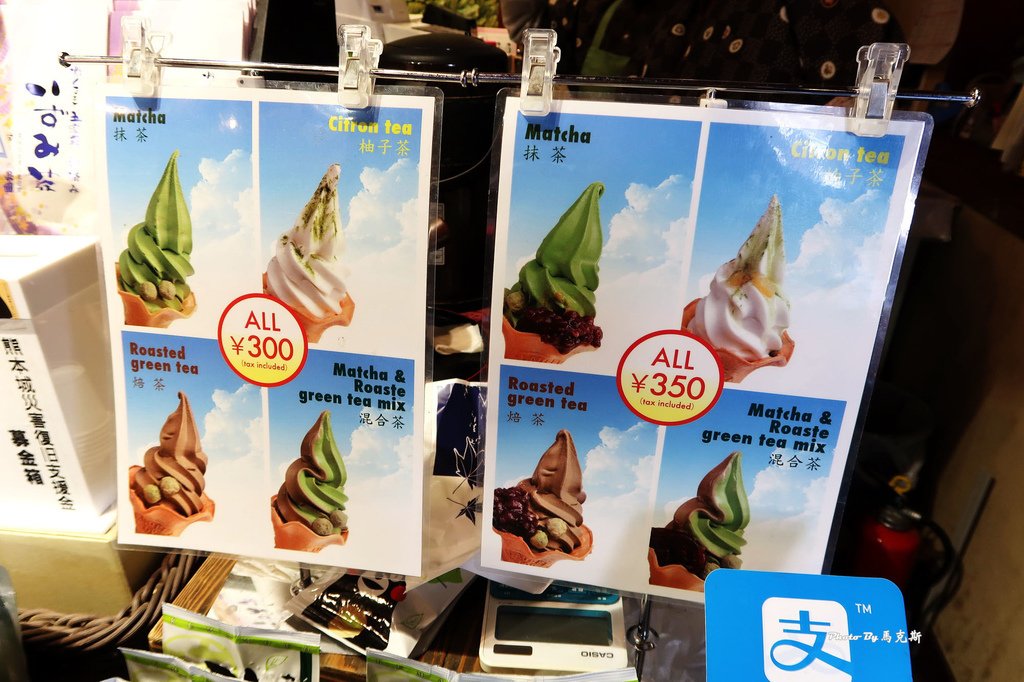 Matcha
抹茶
Citron tea
柚子茶
ALL
¥300
(tax included)
Roasted
green tea
焙茶
Matcha &
Roaste
green tea mix
混合茶
Matcha
抹茶
Citron tea
柚子茶
ALL
¥350
(tax included)
Roasted
green tea
焙茶
Matcha &
Roaste
green tea mix
混合茶
熊本城災害復旧支援金
募金箱
CASIO
支
TM
Photo By 馬克斯